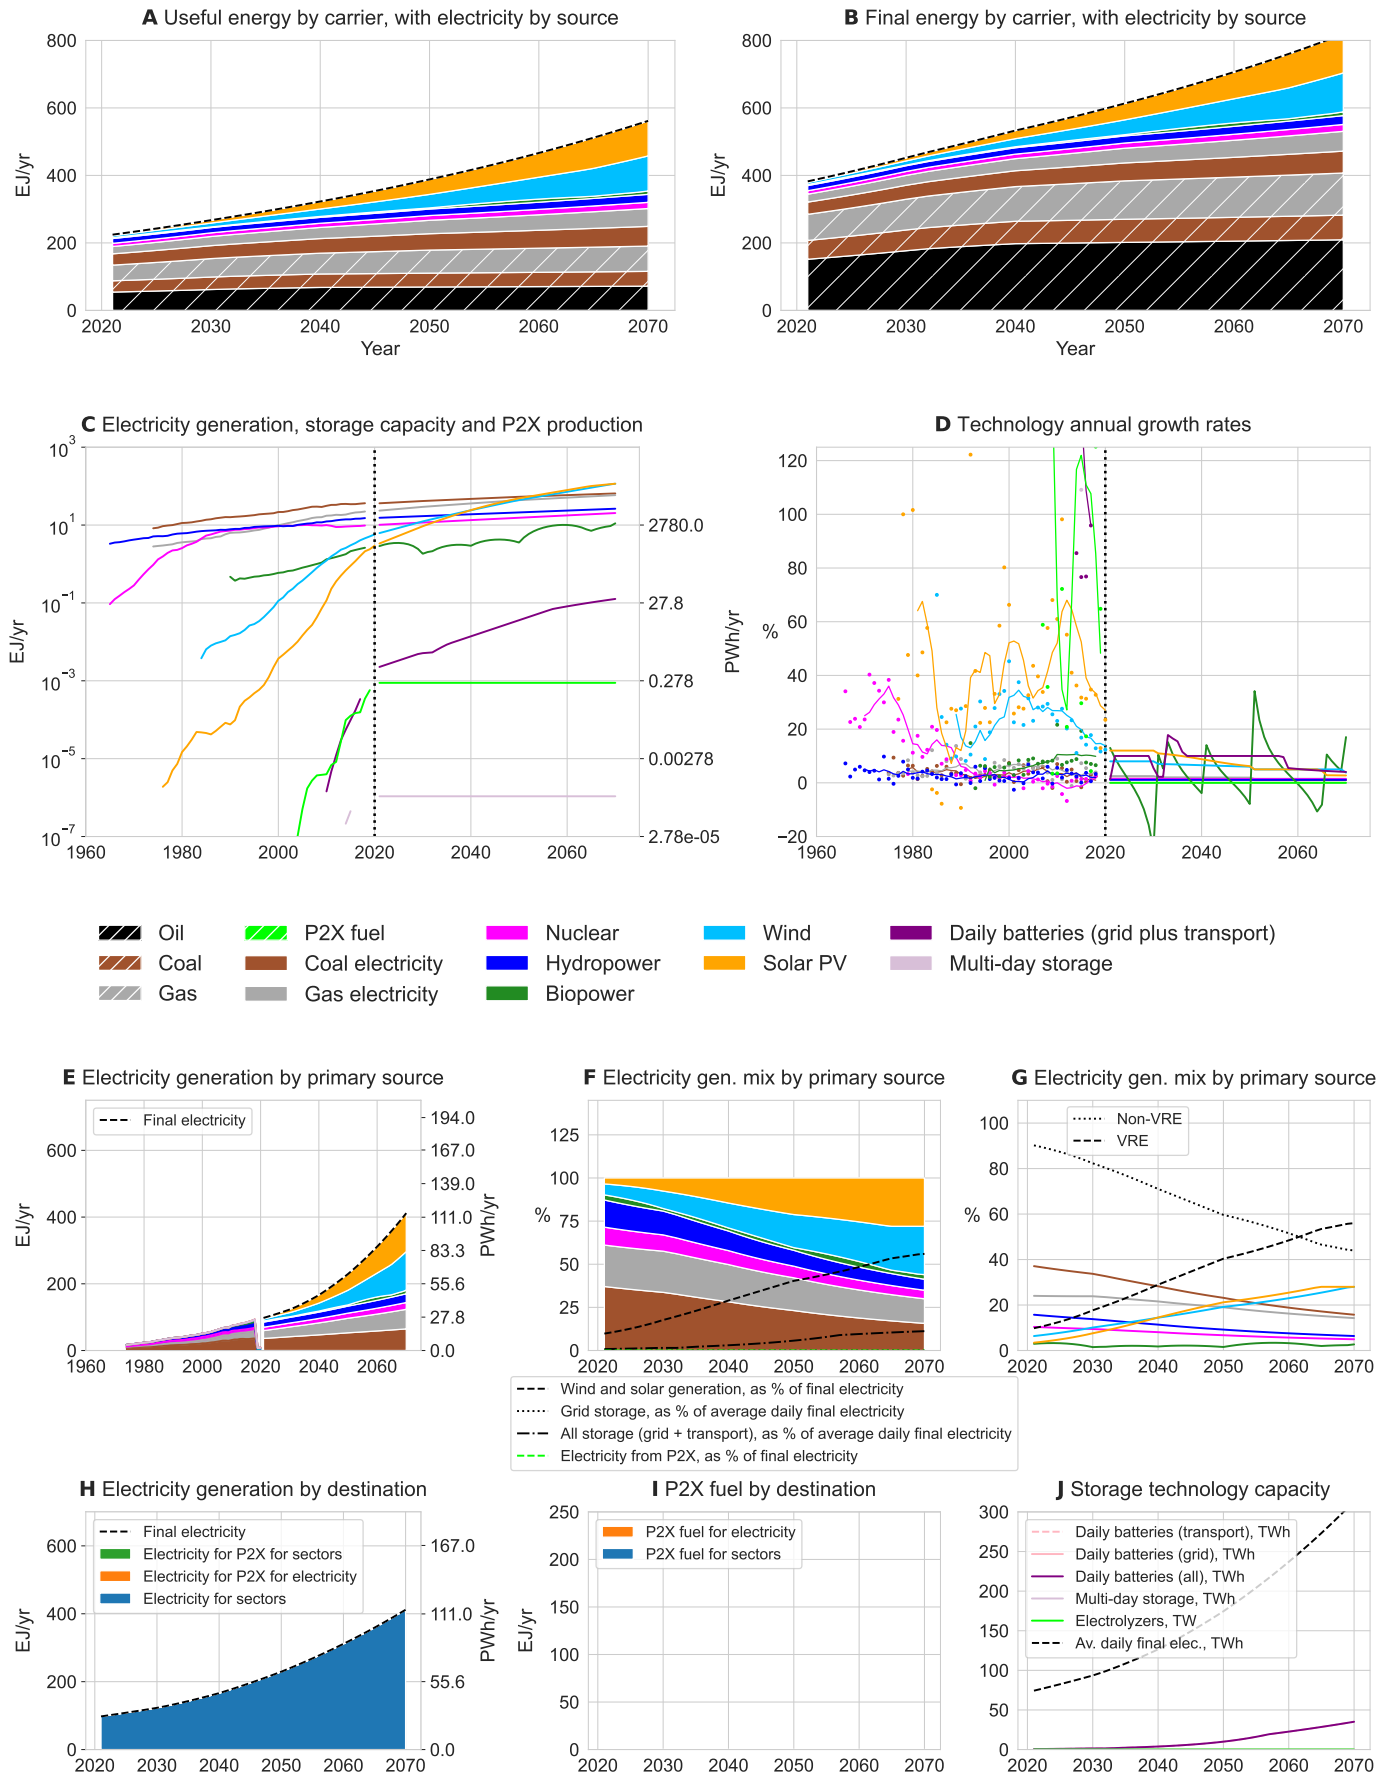 A Useful energy by carrier, with electricity by source
B Final energy by carrier, with electricity by source
800
600
400
200
0
EJ/yr
2020 2030 2040 2050 2060 2070
Year
800
600
400
200
0
EJ/yr
2020 2030 2040 2050 2060 2070
Year
C Electricity generation, storage capacity and P2X production
D Technology annual growth rates
10^3
10^1
10^−1
10^−3
10^−5
10^−7
EJ/yr
2780.0
27.8
0.278
0.00278
2.78e-05
PWh/yr
1960 1980 2000 2020 2040 2060
120
100
80
60
40
20
0
−20
%
1960 1980 2000 2020 2040 2060
Oil P2X fuel Nuclear Wind Daily batteries (grid plus transport)
Coal Coal electricity Hydropower Solar PV Multi-day storage
Gas Gas electricity Biopower
E Electricity generation by primary source
F Electricity gen. mix by primary source
G Electricity gen. mix by primary source
Final electricity
600
400
200
0
EJ/yr
194.0
167.0
139.0
111.0
83.3
55.6
27.8
0.0
PWh/yr
1960 1980 2000 2020 2040 2060
125
100
75
50
25
0
%
2020 2030 2040 2050 2060 2070
Wind and solar generation, as % of final electricity
Grid storage, as % of average daily final electricity
All storage (grid + transport), as % of average daily final electricity
Electricity from P2X, as % of final electricity
Non-VRE
VRE
100
80
60
40
20
0
%
2020 2030 2040 2050 2060 2070
H Electricity generation by destination
I P2X fuel by destination
J Storage technology capacity
Final electricity
Electricity for P2X for sectors
Electricity for P2X for electricity
Electricity for sectors
600
400
200
0
EJ/yr
167.0
111.0
55.6
0.0
PWh/yr
2020 2030 2040 2050 2060 2070
P2X fuel for electricity
P2X fuel for sectors
250
200
150
100
50
0
EJ/yr
2020 2030 2040 2050 2060 2070
Daily batteries (transport), TWh
Daily batteries (grid), TWh
Daily batteries (all), TWh
Multi-day storage, TWh
Electrolyzers, TW
Av. daily final elec., TWh
300
250
200
150
100
50
0
2020 2030 2040 2050 2060 2070